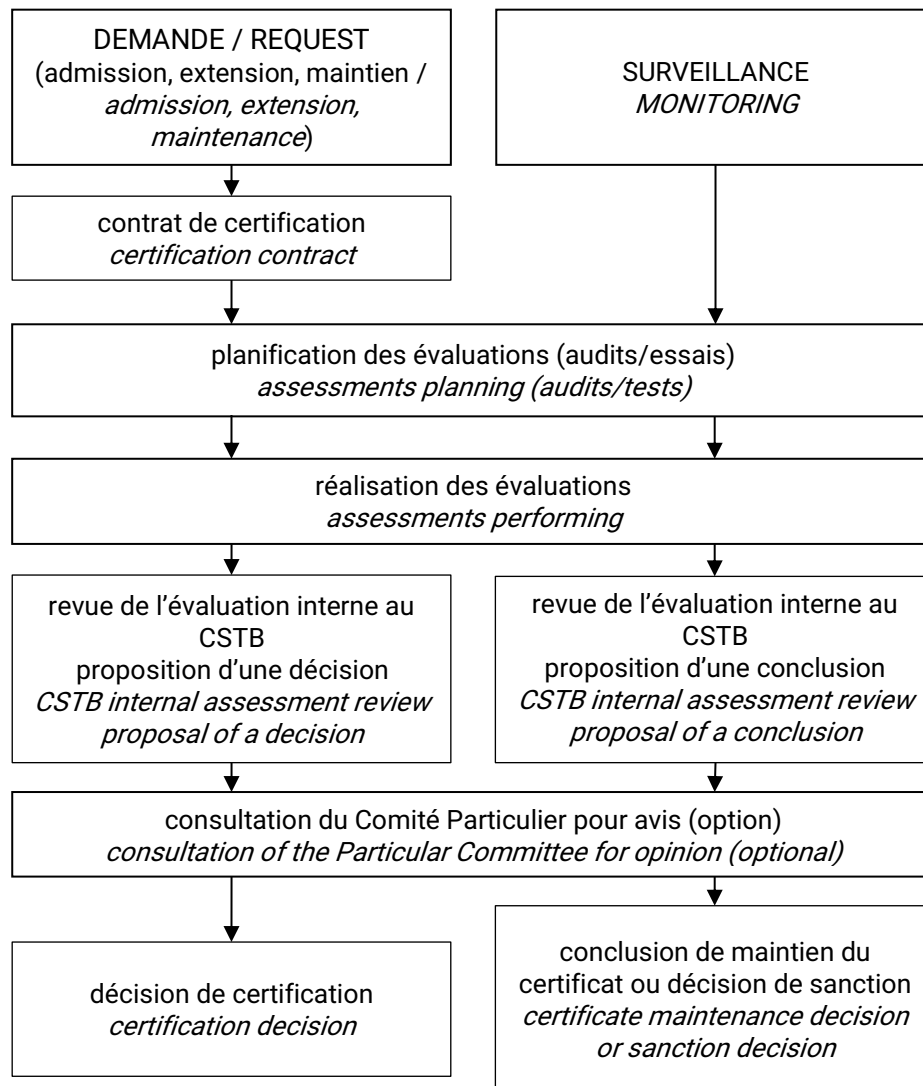 DEMANDE / REQUEST
(admission, extension, maintien /
admission, extension,
maintenance)
SURVEILLANCE
MONITORING
contrat de certification
certification contract
planification des évaluations (audits/essais)
assessments planning (audits/tests)
réalisation des évaluations
assessments performing
revue de l’évaluation interne au
CSTB
proposition d’une décision
CSTB internal assessment review
proposal of a decision
revue de l’évaluation interne au
CSTB
proposition d’une conclusion
CSTB internal assessment review
proposal of a conclusion
consultation du Comité Particulier pour avis (option)
consultation of the Particular Committee for opinion (optional)
décision de certification
certification decision
conclusion de maintien du
certificat ou décision de sanction
certificate maintenance decision
or sanction decision